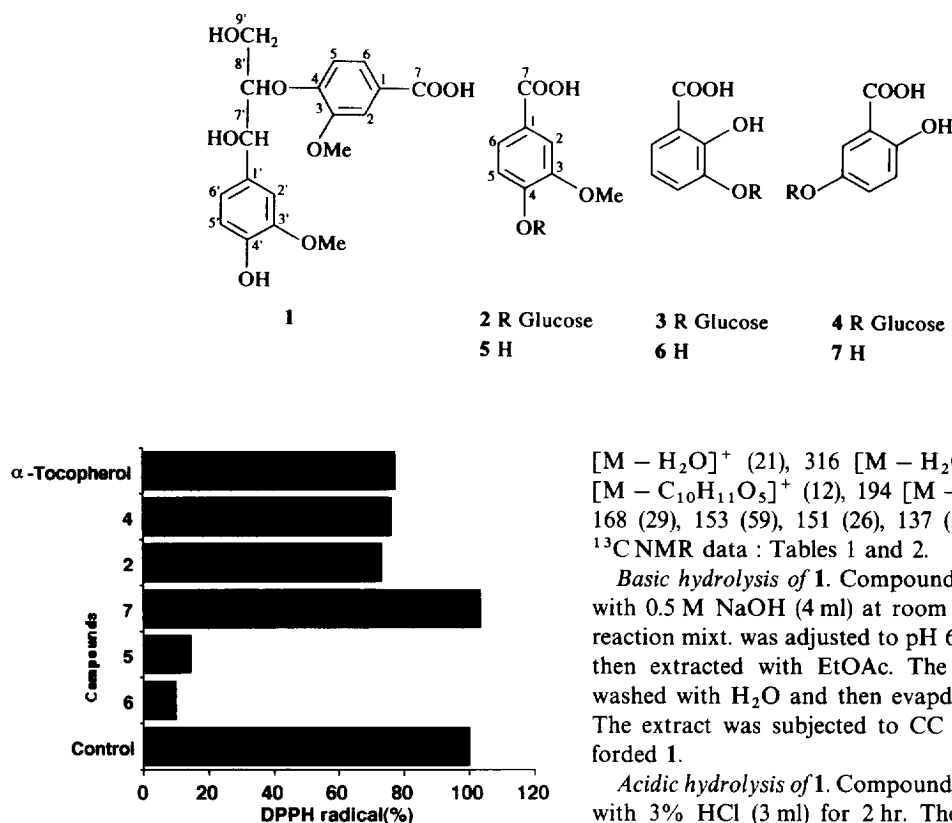 9'
HOCH₂
8'
CHO
7'
HOCH
1'
6'
2'
5'
3'
4'
OMe
OH
5
6
4
1
3
2
7
COOH
OMe
1
7
COOH
1
6
2
5
3
4
OMe
OR
2 R Glucose
5 H
COOH
OH
OR
3 R Glucose
6 H
COOH
OH
RO
4 R Glucose
7 H
α-Tocopherol
4
2
7
5
6
Control
Compounds
0 20 40 60 80 100 120
DPPH radical(%)
[M − H₂O]⁺ (21), 316 [M − H₂O
[M − C₁₀H₁₁O₅]⁺ (12), 194 [M −
168 (29), 153 (59), 151 (26), 137 (
¹³C NMR data : Tables 1 and 2.
Basic hydrolysis of 1. Compound
with 0.5 M NaOH (4 ml) at room
reaction mixt. was adjusted to pH 6
then extracted with EtOAc. The
washed with H₂O and then evapd
The extract was subjected to CC
forded 1.
Acidic hydrolysis of 1. Compound
with 3% HCl (3 ml) for 2 hr. The